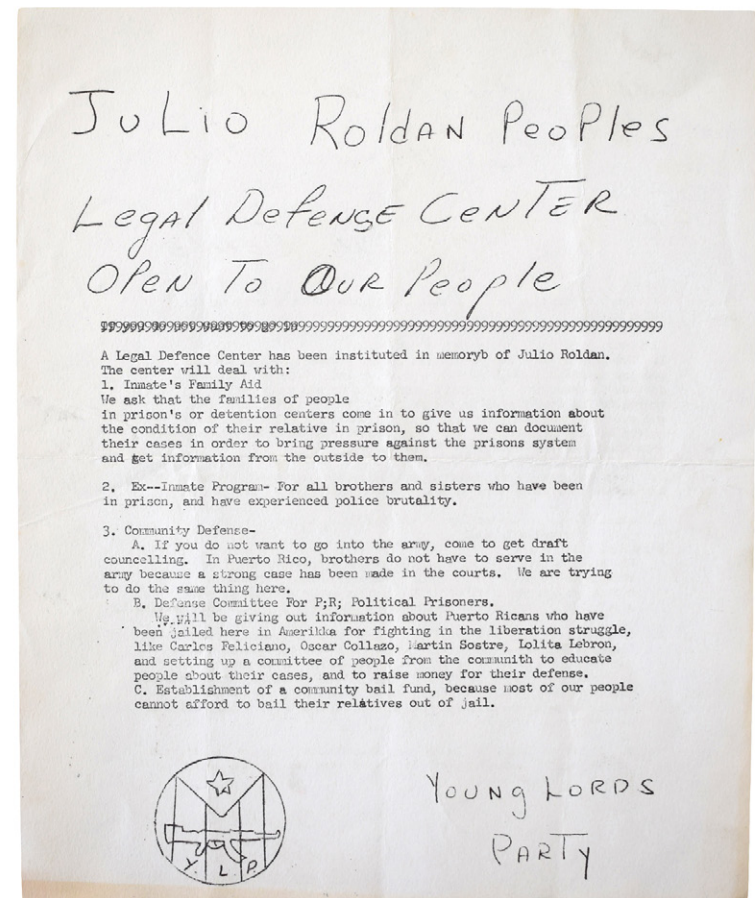 JuLio RoldAN PeoPles
Legal Defense CeNTER
OPeN To OuR People
A Legal Defence Center has been instituted in memoryb of Julio Roldan.
The center will deal with:
1. Inmate's Family Aid
We ask that the families of people
in prison's or detention centers come in to give us information about
the condition of their relative in prison, so that we can document
their cases in order to bring pressure against the prisons system
and get information from the outside to them.
2. Ex--Inmate Program- For all brothers and sisters who have been
in prison, and have experienced police brutality.
3. Community Defense-
A. If you do not want to go into the army, come to get draft
councelling. In Puerto Rico, brothers do not have to serve in the
army because a strong case has been made in the courts. We are trying
to do the same thing here.
B. Defense Committee For P;R; Political Prisoners.
We will be giving out information about Puerto Ricans who have
been jailed here in Amerikka for fighting in the liberation struggle,
like Carlos Feliciano, Oscar Collazo, Martin Sostre, Lolita Lebron,
and setting up a committee of people from the communith to educate
people about their cases, and to raise money for their defense.
C. Establishment of a community bail fund, because most of our people
cannot afford to bail their relatives out of jail.
Y. L. P.
YOUNg LORDS
PARTY